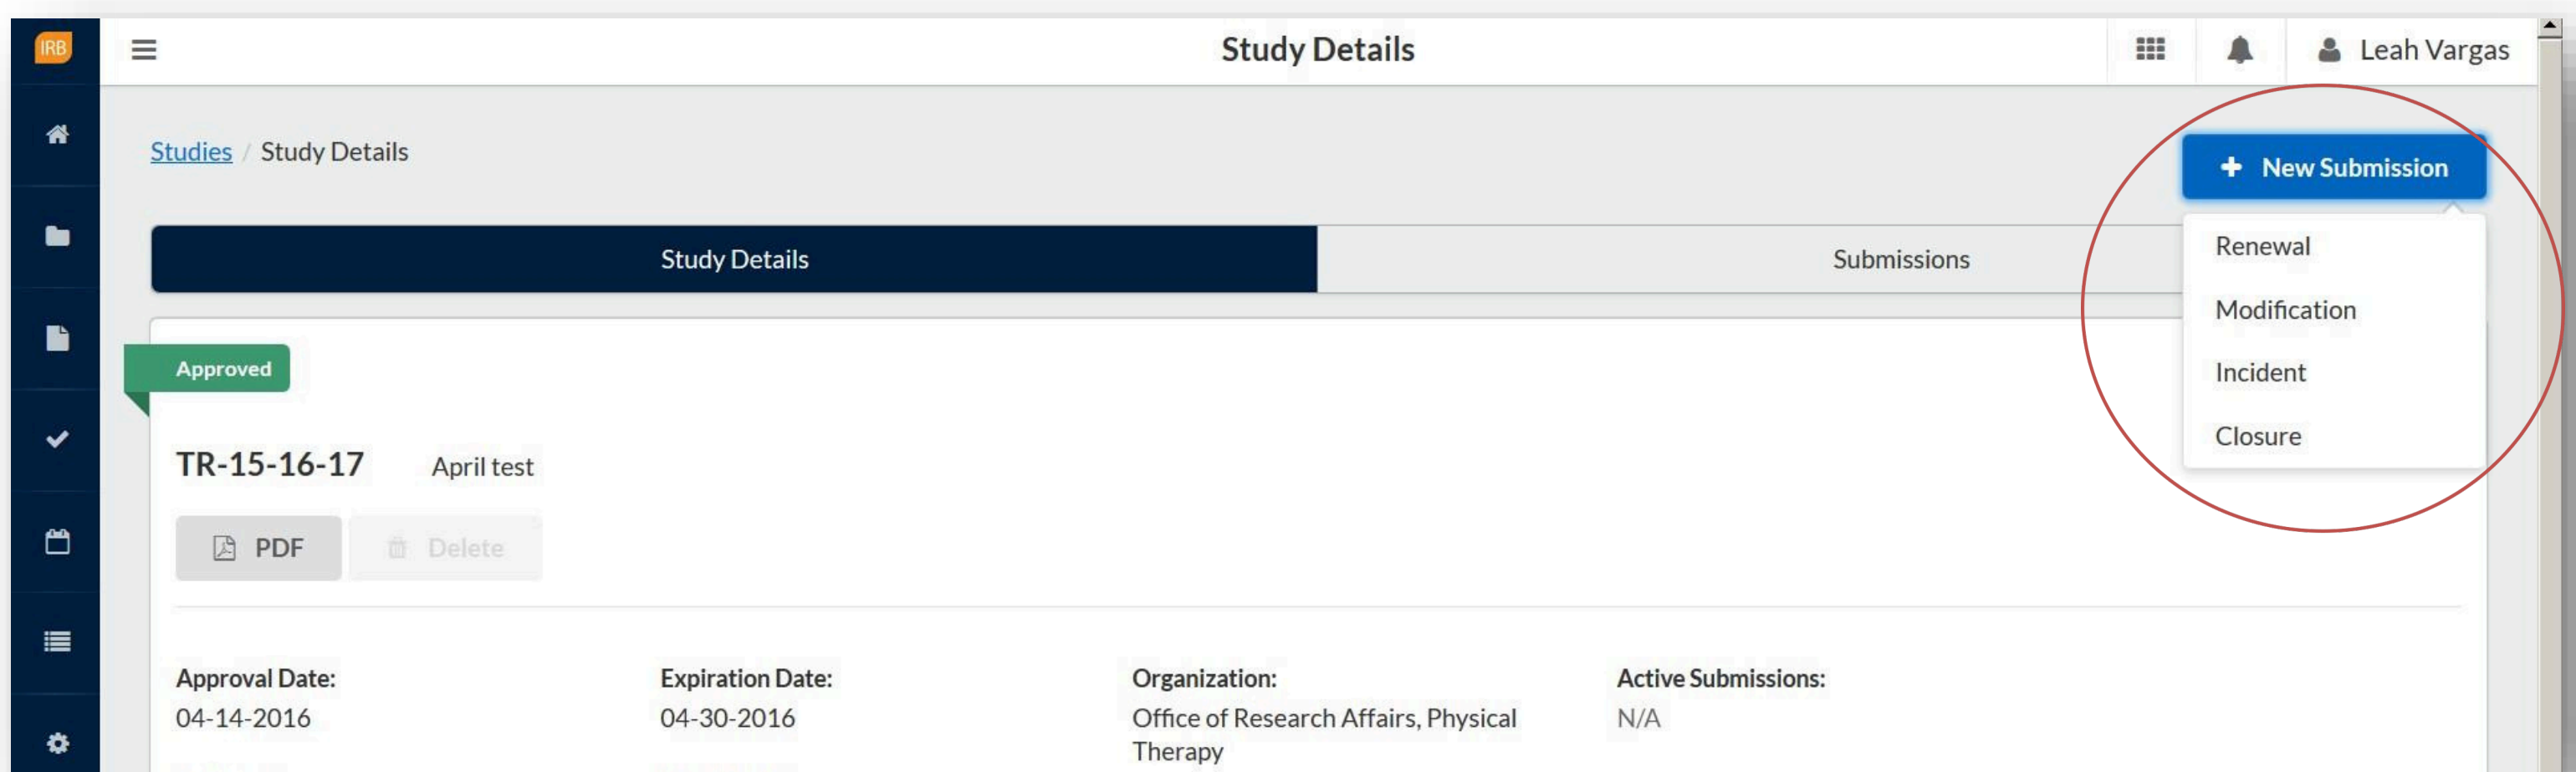 IRB
Study Details
Leah Vargas
Studies / Study Details
+ New Submission
Study Details
Submissions
Renewal
Modification
Incident
Closure
Approved
TR-15-16-17 April test
PDF
Delete
Approval Date:
04-14-2016
Expiration Date:
04-30-2016
Organization:
Office of Research Affairs, Physical
Therapy
Active Submissions:
N/A